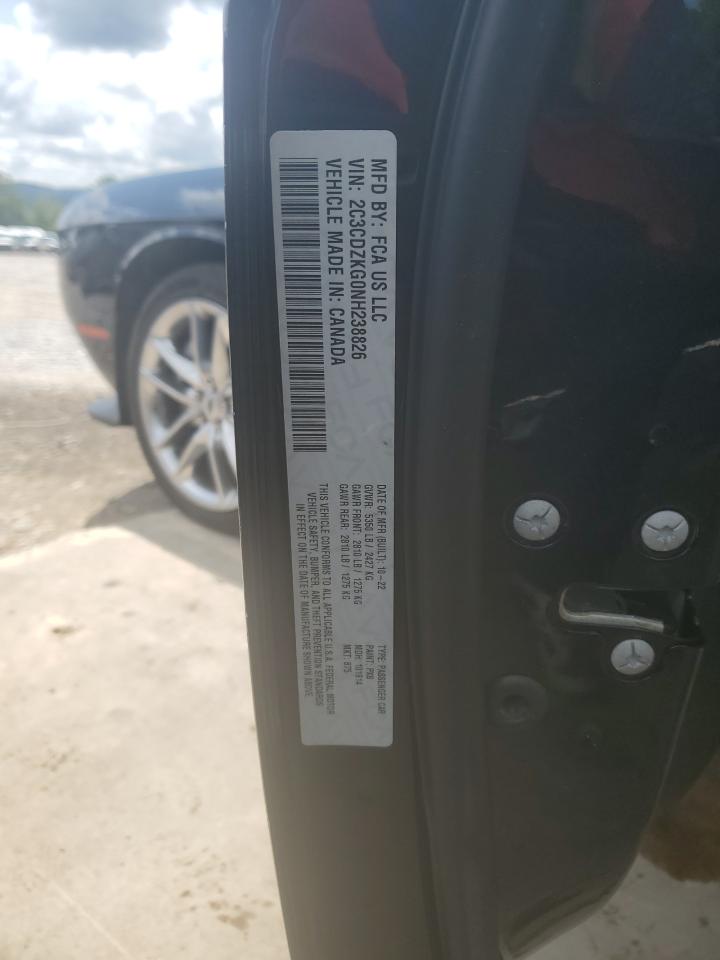 MFD BY: FCA US LLC
VIN: 2C3CDZKG0NH238826
VEHICLE MADE IN: CANADA
DATE OF MFR (BUILT): 10-22
GVWR: 5350 LB / 2427 KG
GAWR FRONT: 2810 LB / 1275 KG
GAWR REAR: 2810 LB / 1275 KG
TYPE: PASSENGER CAR
PAINT: PX8
MDH: 101914
MKT: B75
THIS VEHICLE CONFORMS TO ALL APPLICABLE U.S.A. FEDERAL MOTOR
VEHICLE SAFETY, BUMPER, AND THEFT PREVENTION STANDARDS
IN EFFECT ON THE DATE OF MANUFACTURE SHOWN ABOVE.